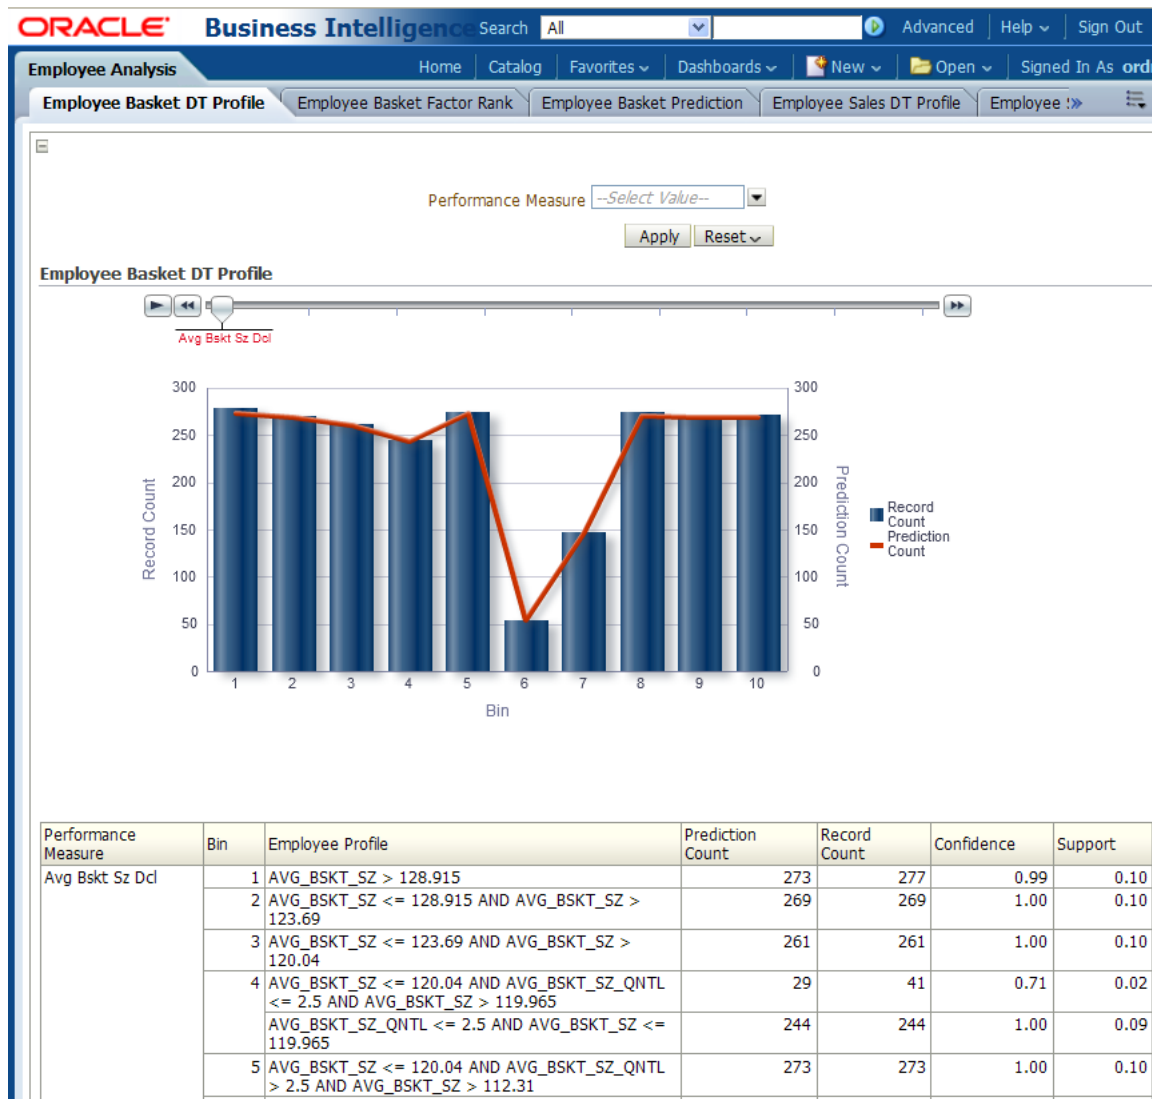 ORACLE Business Intelligence Search All Advanced Help Sign Out
Employee Analysis Home Catalog Favorites Dashboards New Open Signed In As
Employee Basket DT Profile Employee Basket Factor Rank Employee Basket Prediction Employee Sales DT Profile Employee
Performance Measure --Select Value--
Apply Reset
Employee Basket DT Profile
Avg Bskt Sz Dcl
300 300
250 250
200 200
150 150
100 100
50 50
0 0
Record Count
Prediction Count
Record
Count
Prediction
Count
1 2 3 4 5 6 7 8 9 10
Bin
Performance
Measure
Bin
Employee Profile
Prediction
Count
Record
Count
Confidence
Support
Avg Bskt Sz Dcl 1 AVG_BSKT_SZ > 128.915 273 277 0.99 0.10
2 AVG_BSKT_SZ <= 128.915 AND AVG_BSKT_SZ > 269 269 1.00 0.10
123.69
3 AVG_BSKT_SZ <= 123.69 AND AVG_BSKT_SZ > 261 261 1.00 0.10
120.04
4 AVG_BSKT_SZ <= 120.04 AND AVG_BSKT_SZ_QNTL 29 41 0.71 0.02
<= 2.5 AND AVG_BSKT_SZ > 119.965
AVG_BSKT_SZ_QNTL <= 2.5 AND AVG_BSKT_SZ <= 244 244 1.00 0.09
119.965
5 AVG_BSKT_SZ <= 120.04 AND AVG_BSKT_SZ_QNTL 273 273 1.00 0.10
> 2.5 AND AVG_BSKT_SZ > 112.31